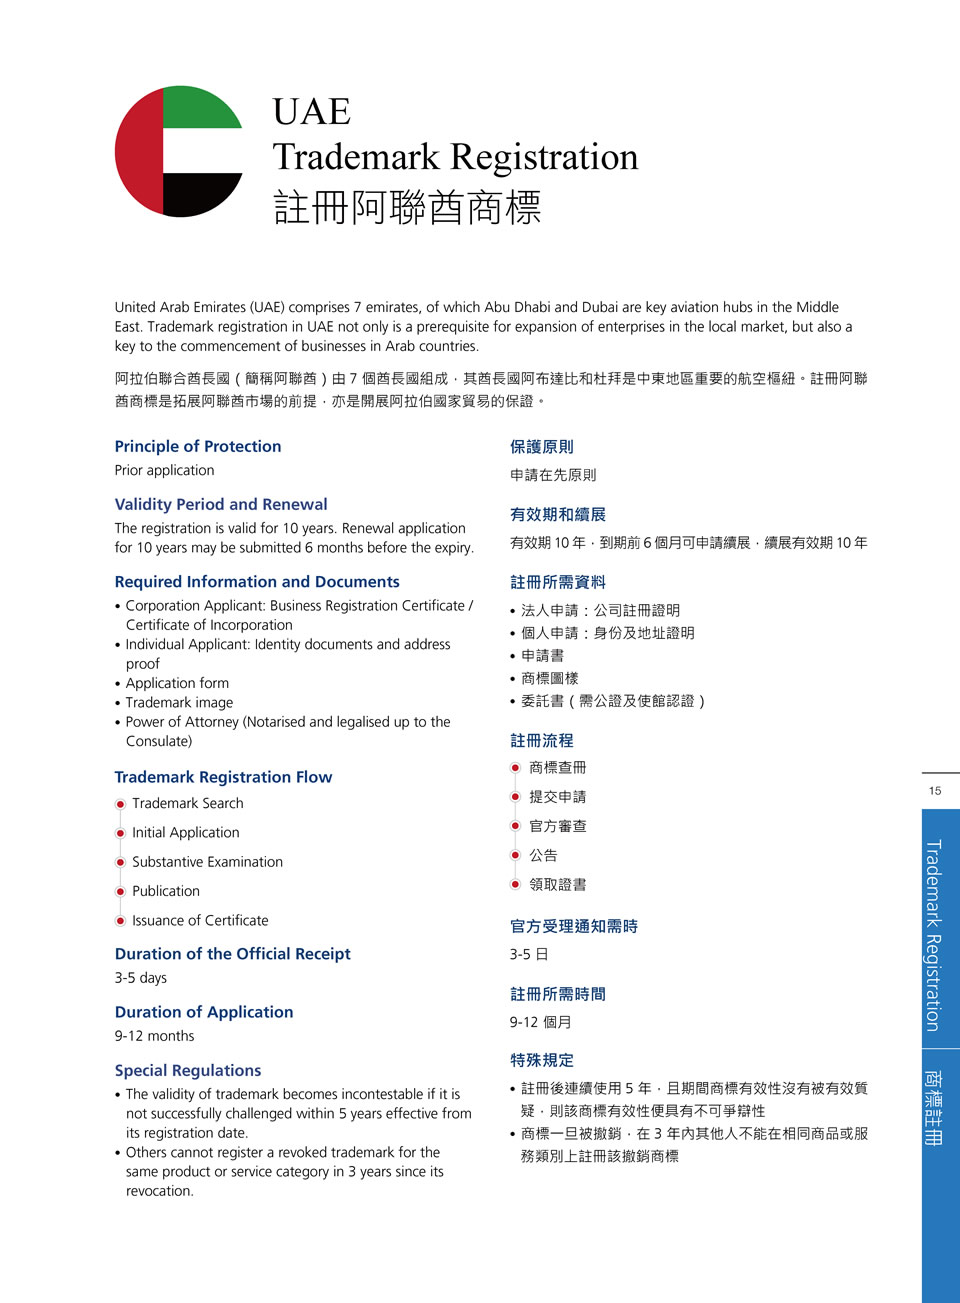 UAE
Trademark Registration
註冊阿聯酋商標
United Arab Emirates (UAE) comprises 7 emirates, of which Abu Dhabi and Dubai are key aviation hubs in the Middle
East. Trademark registration in UAE not only is a prerequisite for expansion of enterprises in the local market, but also a
key to the commencement of businesses in Arab countries.
阿拉伯聯合酋長國（簡稱阿聯酋）由 7 個酋長國組成，其酋長國阿布達比和杜拜是中東地區重要的航空樞紐。註冊阿聯
酋商標是拓展阿聯酋市場的前提，亦是開展阿拉伯國家貿易的保證。
Principle of Protection
Prior application
Validity Period and Renewal
The registration is valid for 10 years. Renewal application
for 10 years may be submitted 6 months before the expiry.
Required Information and Documents
• Corporation Applicant: Business Registration Certificate /
Certificate of Incorporation
• Individual Applicant: Identity documents and address
proof
• Application form
• Trademark image
• Power of Attorney (Notarised and legalised up to the
Consulate)
Trademark Registration Flow
Trademark Search
Initial Application
Substantive Examination
Publication
Issuance of Certificate
Duration of the Official Receipt
3-5 days
Duration of Application
9-12 months
Special Regulations
• The validity of trademark becomes incontestable if it is
not successfully challenged within 5 years effective from
its registration date.
• Others cannot register a revoked trademark for the
same product or service category in 3 years since its
revocation.
保護原則
申請在先原則
有效期和續展
有效期 10 年，到期前 6 個月可申請續展，續展有效期 10 年
註冊所需資料
• 法人申請：公司註冊證明
• 個人申請：身份及地址證明
• 申請書
• 商標圖樣
• 委託書（需公證及使館認證）
註冊流程
商標查冊
提交申請
官方審查
公告
領取證書
官方受理通知需時
3-5 日
註冊所需時間
9-12 個月
特殊規定
• 註冊後連續使用 5 年，且期間商標有效性沒有被有效質
疑，則該商標有效性便具有不可爭辯性
• 商標一旦被撤銷，在 3 年內其他人不能在相同商品或服
務類別上註冊該撤銷商標
15
Trademark Registration
商標註冊